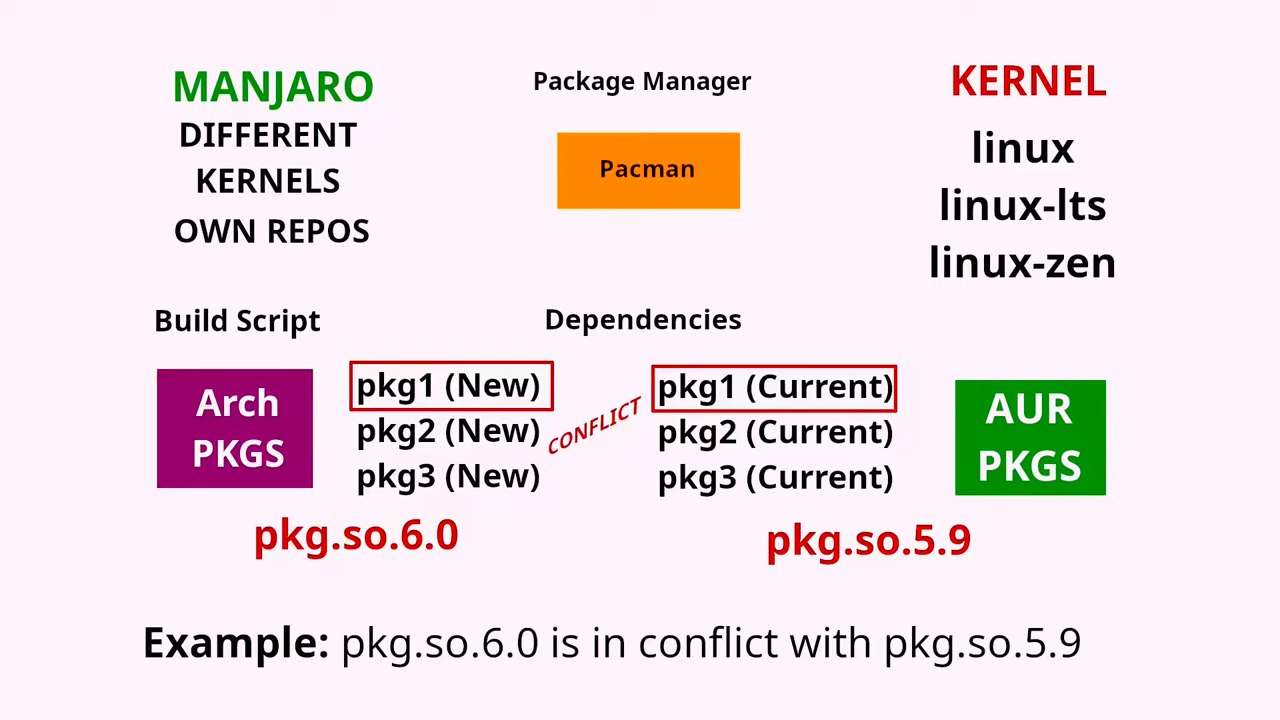 MANJARO
DIFFERENT
KERNELS
OWN REPOS
Package Manager
Pacman
KERNEL
linux
linux-lts
linux-zen
Build Script
Dependencies
Arch
PKGS
pkg1 (New)
pkg2 (New)
pkg3 (New)
CONFLICT
pkg1 (Current)
pkg2 (Current)
pkg3 (Current)
AUR
PKGS
pkg.so.6.0
pkg.so.5.9
Example: pkg.so.6.0 is in conflict with pkg.so.5.9